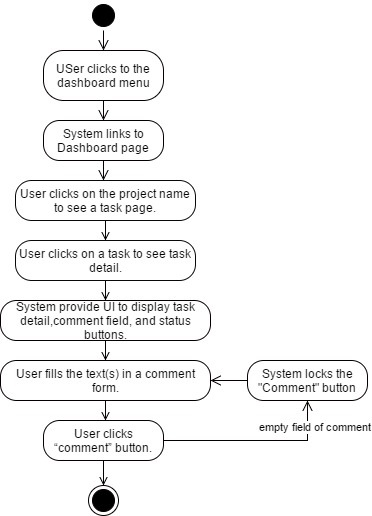 USer clicks to the
dashboard menu
System links to
Dashboard page
User clicks on the project name
to see a task page.
User clicks on a task to see task
detail.
System provide UI to display task
detail,comment field, and status
buttons.
User fills the text(s) in a comment
form.
System locks the
"Comment" button
empty field of comment
User clicks
“comment” button.